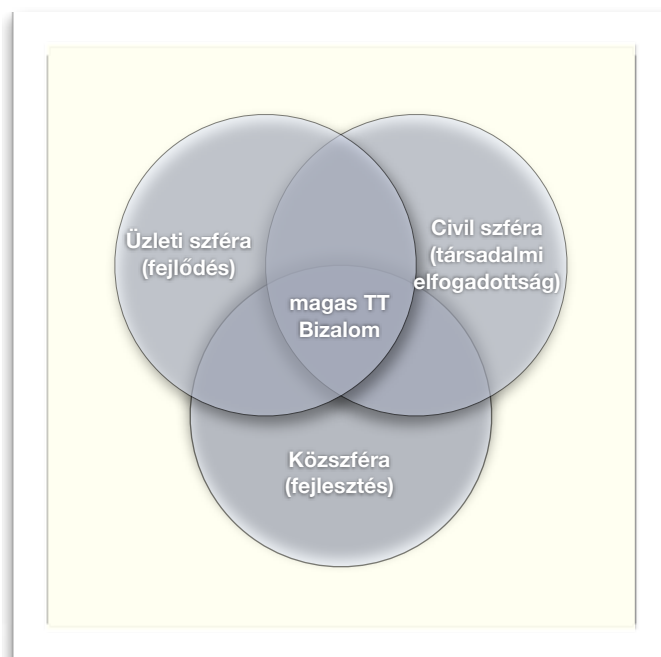 Üzleti szféra
(fejlődés)
Civil szféra
(társadalmi
elfogadottság)
magas TT
Bizalom
Közszféra
(fejlesztés)